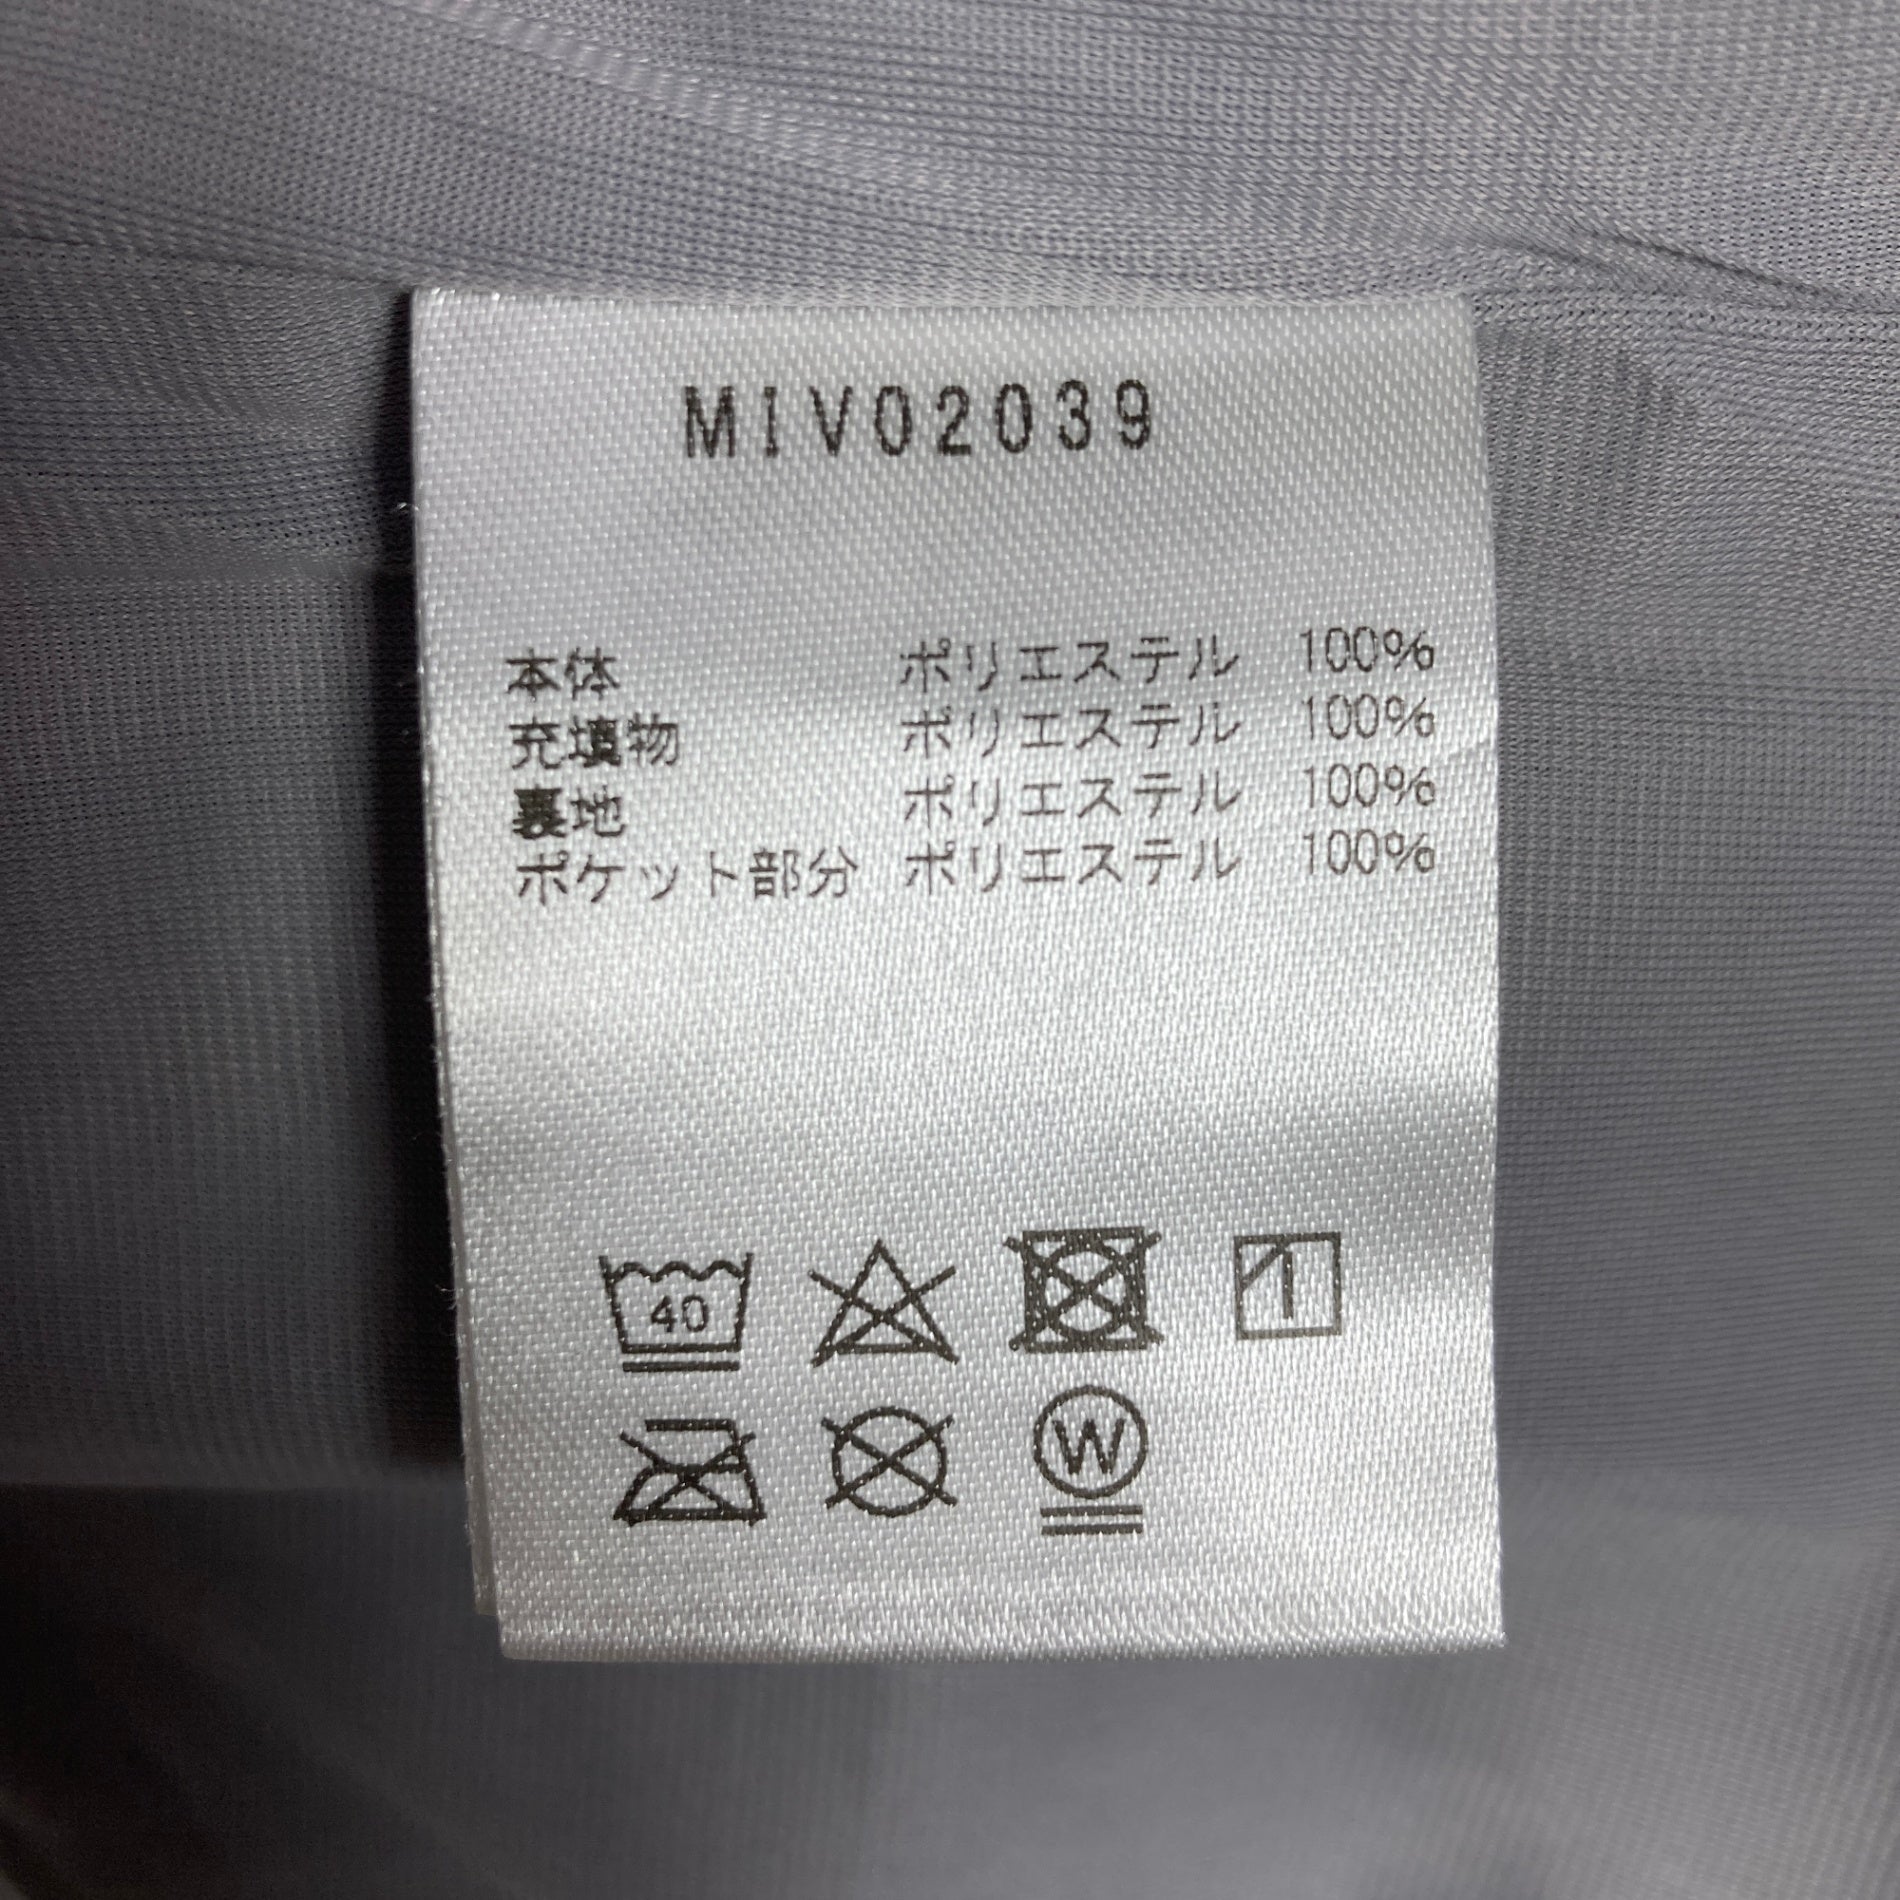 MIV02039
本体 ポリエステル 100%
充填物 ポリエステル 100%
裏地 ポリエステル 100%
ポケット部分 ポリエステル 100%
40
W